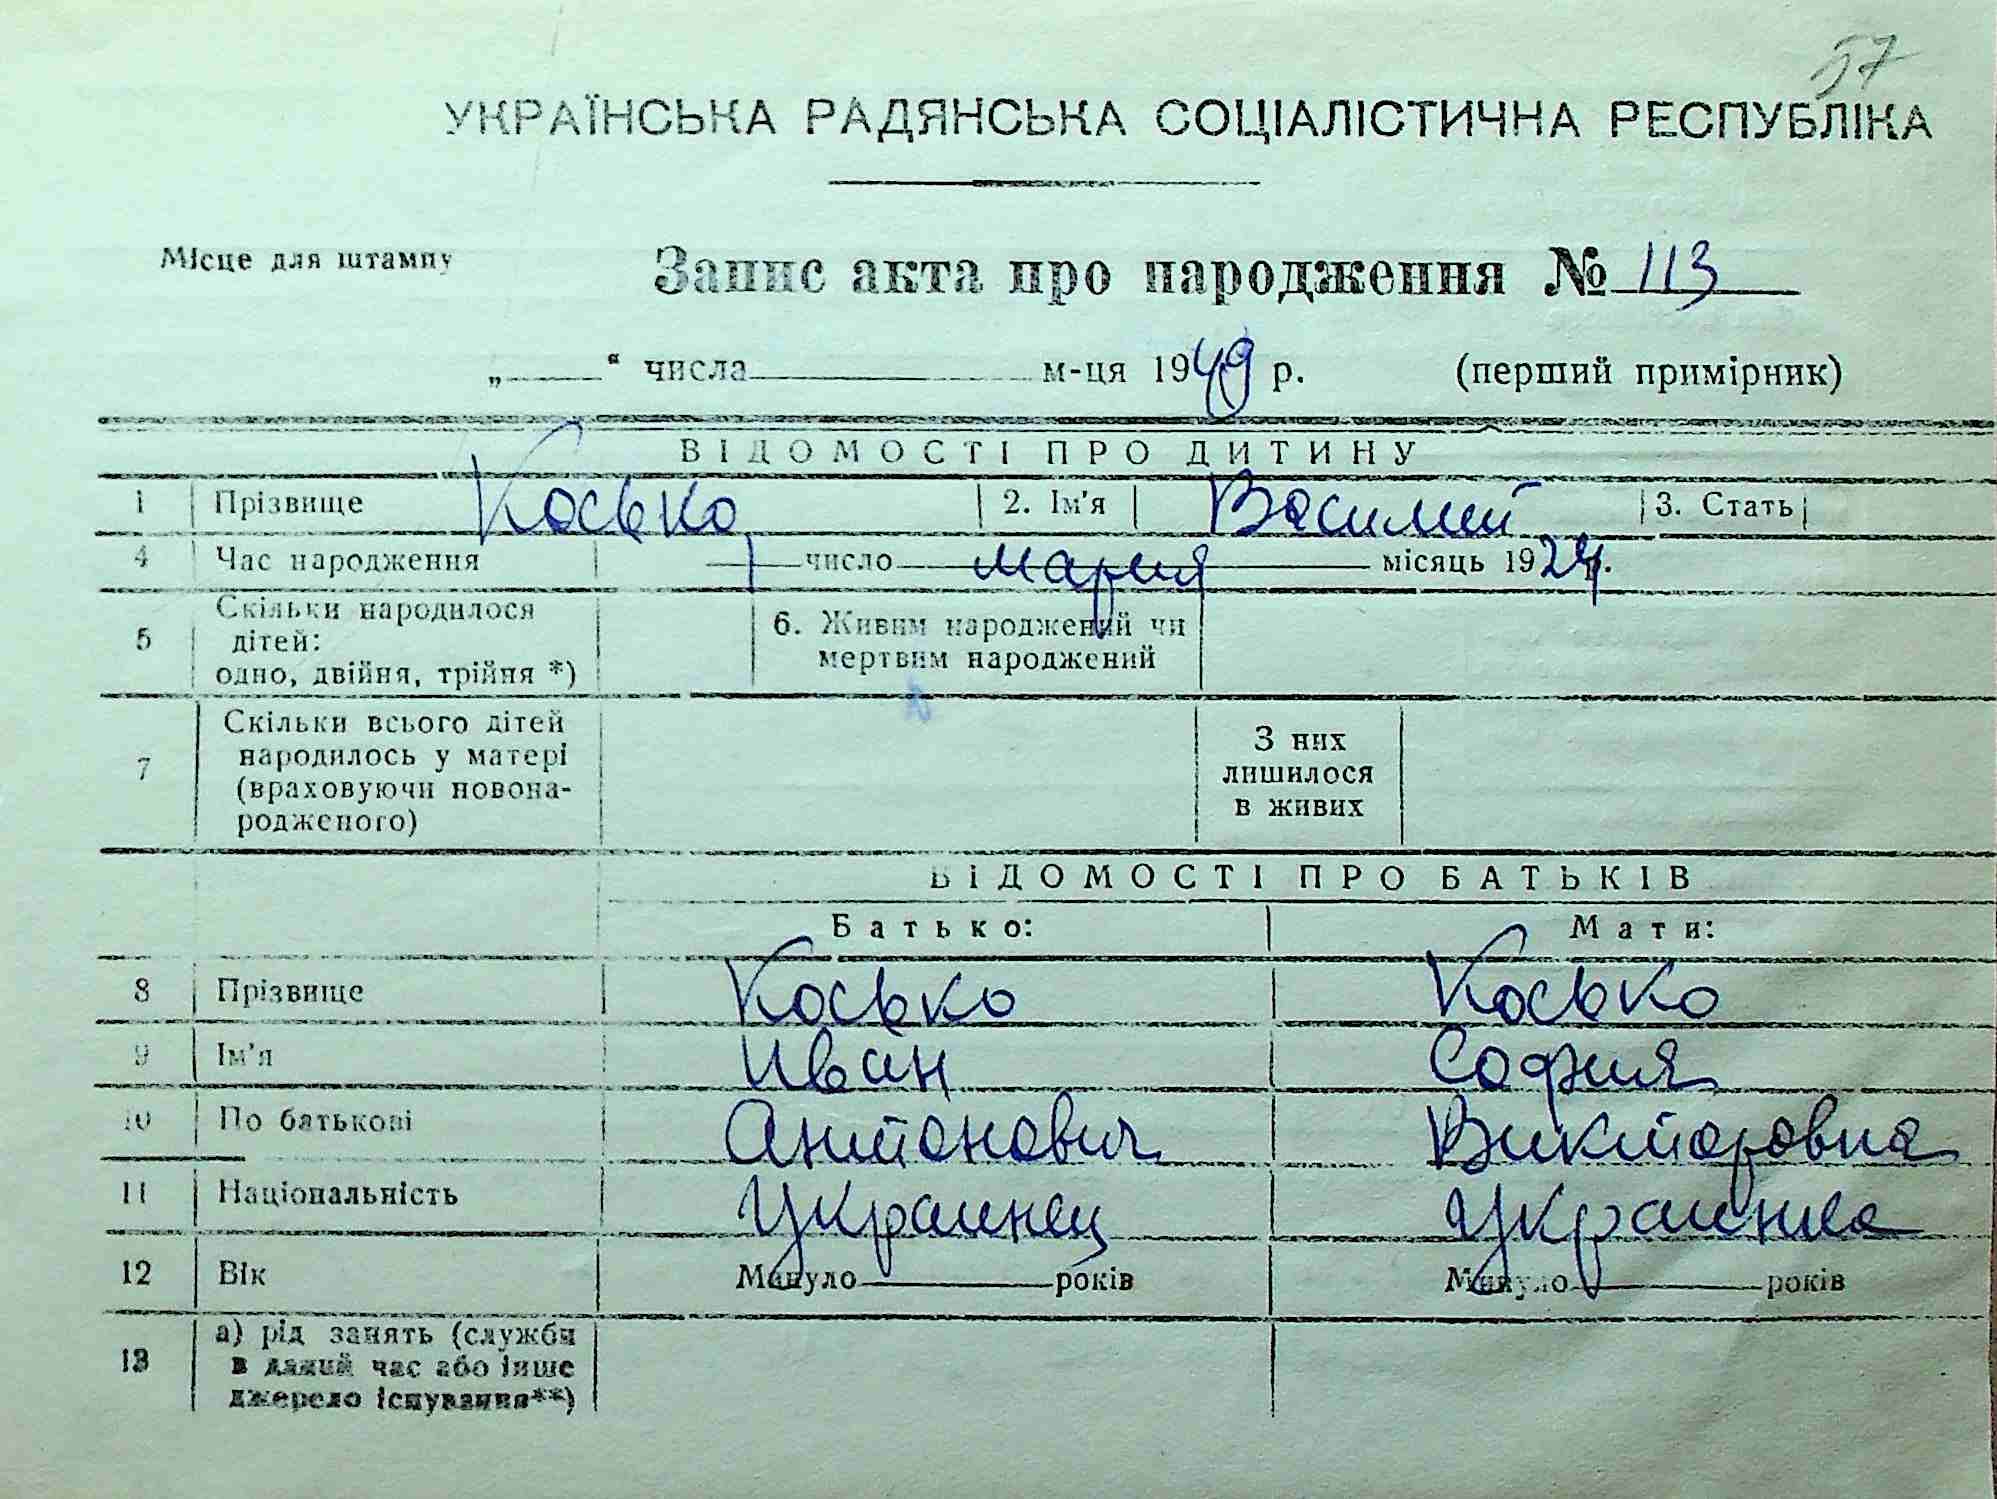 57
УКРАЇНСЬКА РАДЯНСЬКА СОЦІАЛІСТИЧНА РЕСПУБЛІКА
Місце для штампу
Запис акта про народження № 113
„ “ числа м-ця 1949 р. (перший примірник)
ВІДОМОСТІ ПРО ДИТИНУ
1 Прізвище Косько 2. Ім'я Василий 3. Стать
4 Час народження 1 число мария місяць 1924 р.
5 Скільки народилося дітей: одно, двійня, трійня *) 6. Живим народжений чи мертвим народжений
7 Скільки всього дітей народилось у матері (враховуючи новонародженого) З них лишилося в живих
ВІДОМОСТІ ПРО БАТЬКІВ
Батько: Мати:
8 Прізвище Косько Косько
9 Ім'я Иван София
10 По батькові Антонович Викторовна
11 Національність Украинец Украинка
12 Вік Минуло років Минуло років
13 а) рід занять (служби в даний час або інше джерело існування**)